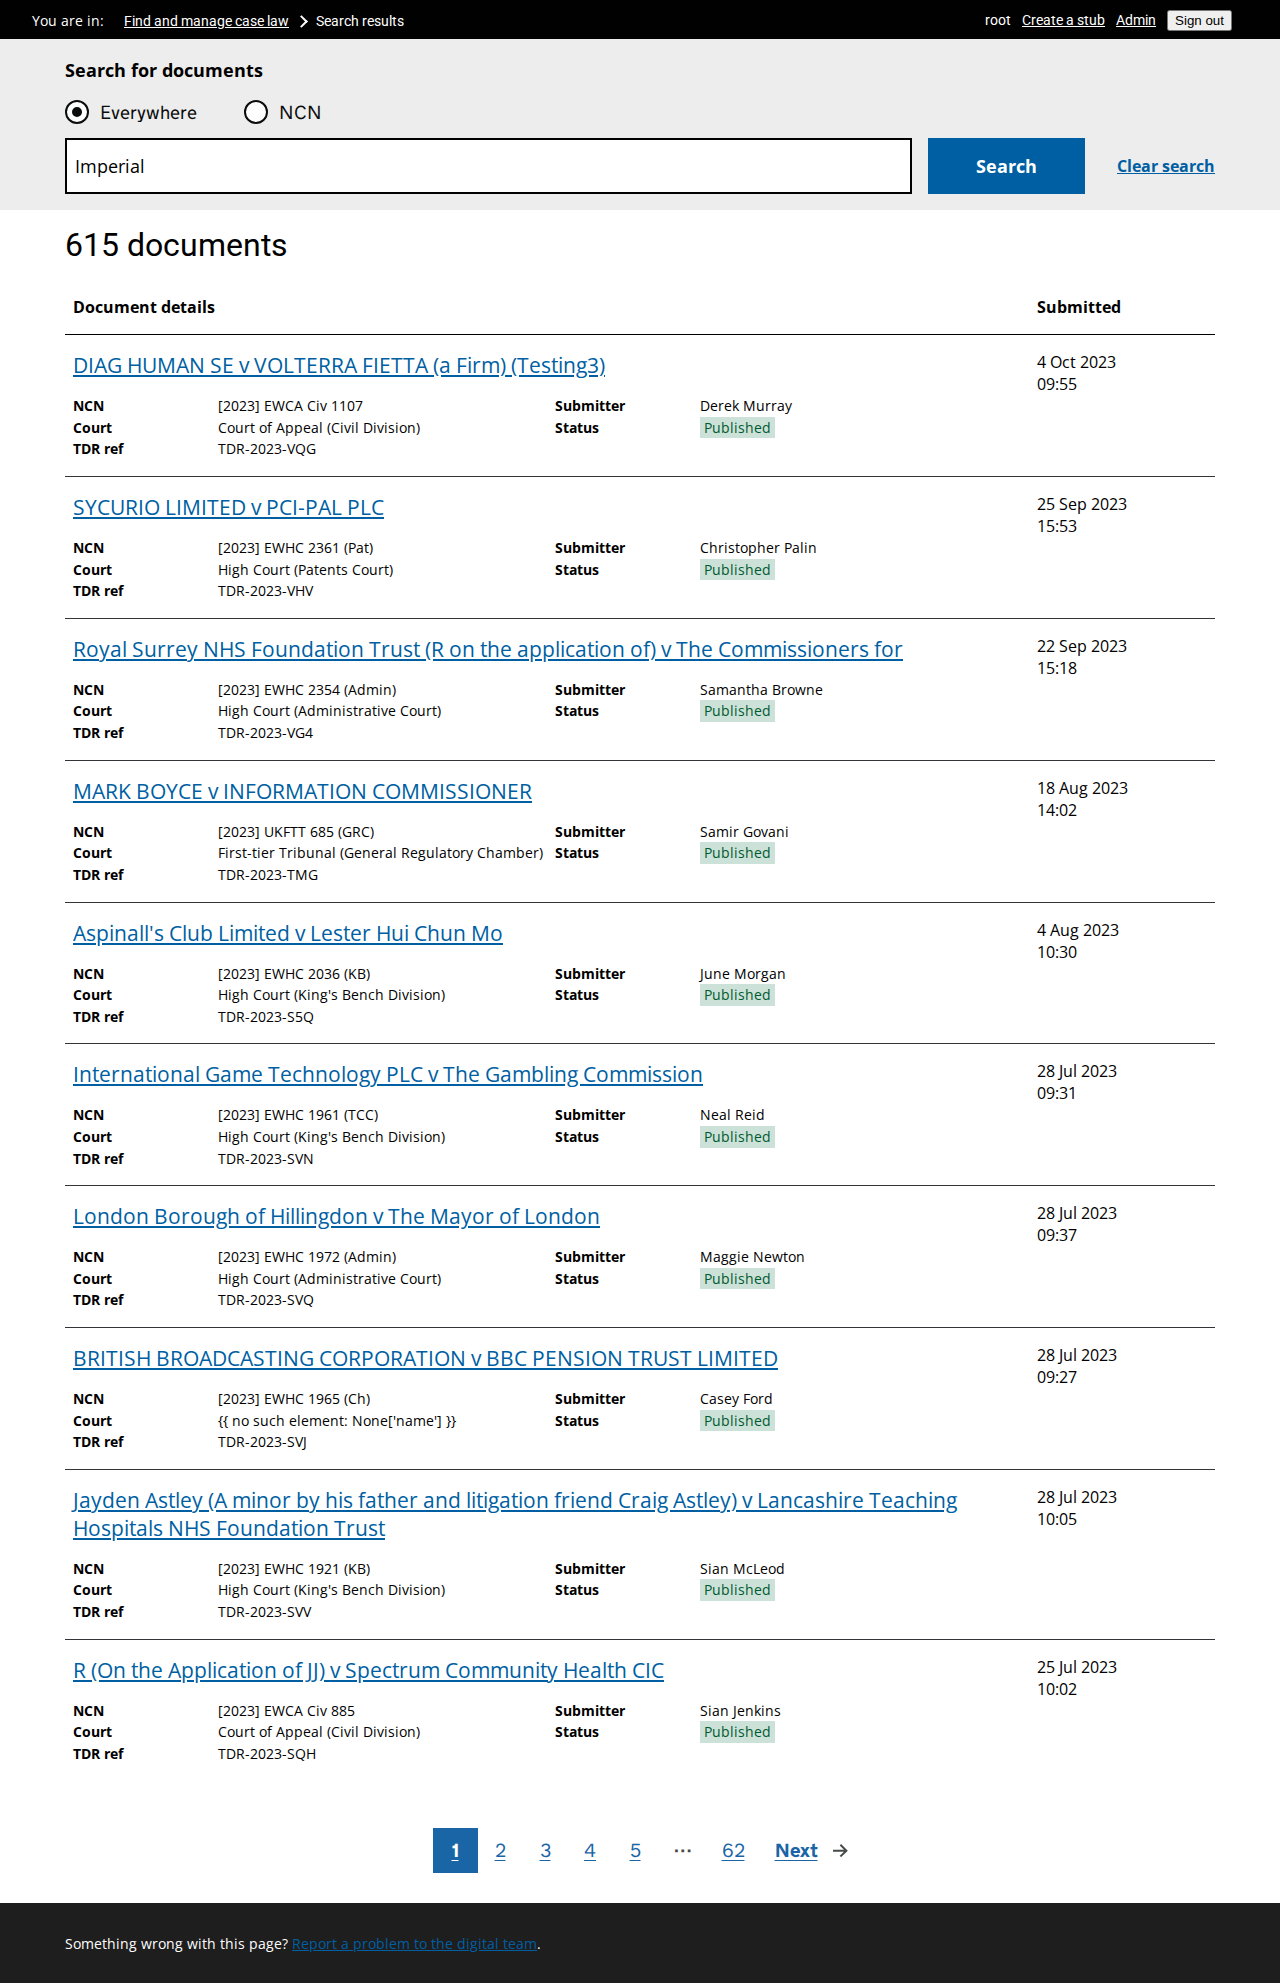 You are in: Find and manage case law Search results root Create a stub Admin Sign out
Search for documents
Everywhere NCN
Imperial Search Clear search
615 documents
Document details Submitted
DIAG HUMAN SE v VOLTERRA FIETTA (a Firm) (Testing3) 4 Oct 2023
09:55
NCN [2023] EWCA Civ 1107 Submitter Derek Murray
Court Court of Appeal (Civil Division) Status Published
TDR ref TDR-2023-VQG
SYCURIO LIMITED v PCI-PAL PLC 25 Sep 2023
15:53
NCN [2023] EWHC 2361 (Pat) Submitter Christopher Palin
Court High Court (Patents Court) Status Published
TDR ref TDR-2023-VHV
Royal Surrey NHS Foundation Trust (R on the application of) v The Commissioners for 22 Sep 2023
15:18
NCN [2023] EWHC 2354 (Admin) Submitter Samantha Browne
Court High Court (Administrative Court) Status Published
TDR ref TDR-2023-VG4
MARK BOYCE v INFORMATION COMMISSIONER 18 Aug 2023
14:02
NCN [2023] UKFTT 685 (GRC) Submitter Samir Govani
Court First-tier Tribunal (General Regulatory Chamber) Status Published
TDR ref TDR-2023-TMG
Aspinall's Club Limited v Lester Hui Chun Mo 4 Aug 2023
10:30
NCN [2023] EWHC 2036 (KB) Submitter June Morgan
Court High Court (King's Bench Division) Status Published
TDR ref TDR-2023-S5Q
International Game Technology PLC v The Gambling Commission 28 Jul 2023
09:31
NCN [2023] EWHC 1961 (TCC) Submitter Neal Reid
Court High Court (King's Bench Division) Status Published
TDR ref TDR-2023-SVN
London Borough of Hillingdon v The Mayor of London 28 Jul 2023
09:37
NCN [2023] EWHC 1972 (Admin) Submitter Maggie Newton
Court High Court (Administrative Court) Status Published
TDR ref TDR-2023-SVQ
BRITISH BROADCASTING CORPORATION v BBC PENSION TRUST LIMITED 28 Jul 2023
09:27
NCN [2023] EWHC 1965 (Ch) Submitter Casey Ford
Court {{ no such element: None['name'] }} Status Published
TDR ref TDR-2023-SVJ
Jayden Astley (A minor by his father and litigation friend Craig Astley) v Lancashire Teaching 28 Jul 2023
Hospitals NHS Foundation Trust 10:05
NCN [2023] EWHC 1921 (KB) Submitter Sian McLeod
Court High Court (King's Bench Division) Status Published
TDR ref TDR-2023-SVV
R (On the Application of JJ) v Spectrum Community Health CIC 25 Jul 2023
10:02
NCN [2023] EWCA Civ 885 Submitter Sian Jenkins
Court Court of Appeal (Civil Division) Status Published
TDR ref TDR-2023-SQH
1 2 3 4 5 ··· 62 Next →
Something wrong with this page? Report a problem to the digital team.